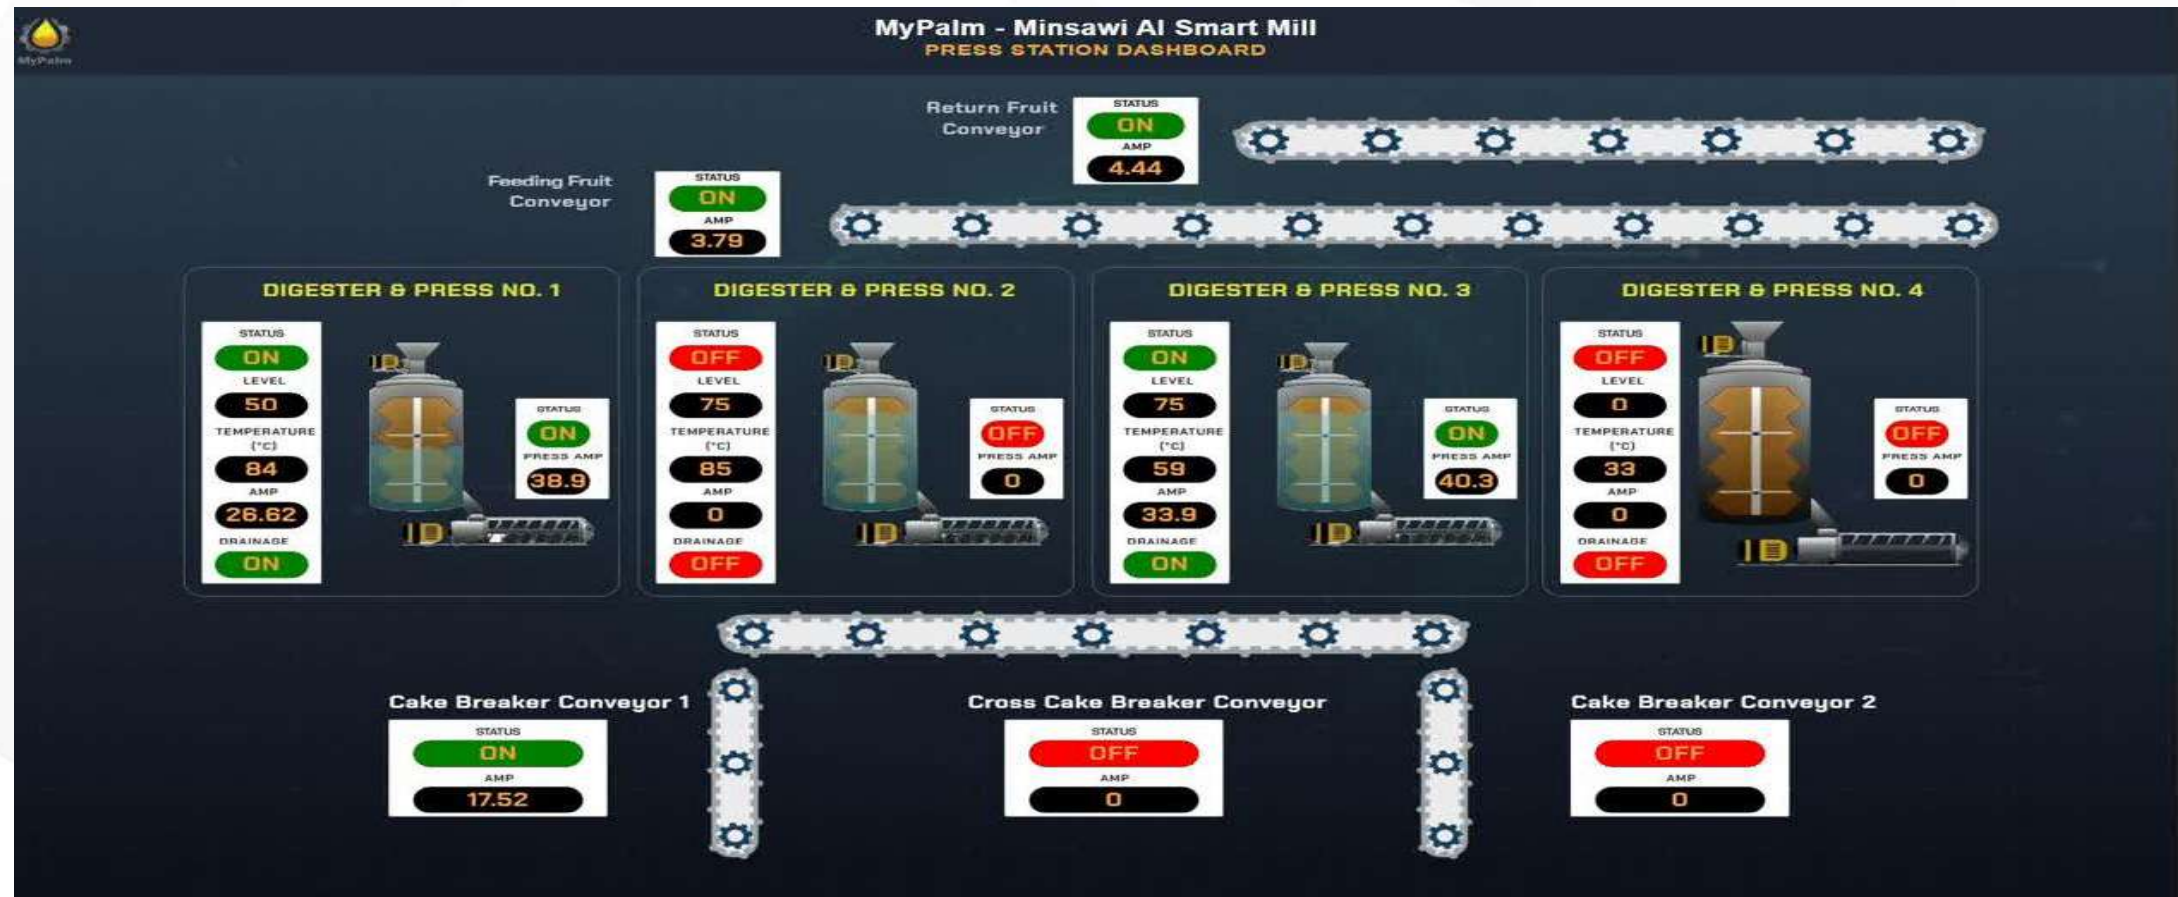 MyPalm - Minsawi AI Smart Mill
PRESS STATION DASHBOARD
MyPalm
Return Fruit
Conveyor
STATUS
ON
AMP
4.44
Feeding Fruit
Conveyor
STATUS
ON
AMP
3.79
DIGESTER & PRESS NO. 1
STATUS
ON
LEVEL
50
TEMPERATURE
(°C)
84
AMP
26.62
DRAINAGE
ON
STATUS
ON
PRESS AMP
38.9
DIGESTER & PRESS NO. 2
STATUS
OFF
LEVEL
75
TEMPERATURE
(°C)
85
AMP
0
DRAINAGE
OFF
STATUS
OFF
PRESS AMP
0
DIGESTER & PRESS NO. 3
STATUS
ON
LEVEL
75
TEMPERATURE
(°C)
59
AMP
33.9
DRAINAGE
ON
STATUS
ON
PRESS AMP
40.3
DIGESTER & PRESS NO. 4
STATUS
OFF
LEVEL
0
TEMPERATURE
(°C)
33
AMP
0
DRAINAGE
OFF
STATUS
OFF
PRESS AMP
0
Cake Breaker Conveyor 1
STATUS
ON
AMP
17.52
Cross Cake Breaker Conveyor
STATUS
OFF
AMP
0
Cake Breaker Conveyor 2
STATUS
OFF
AMP
0